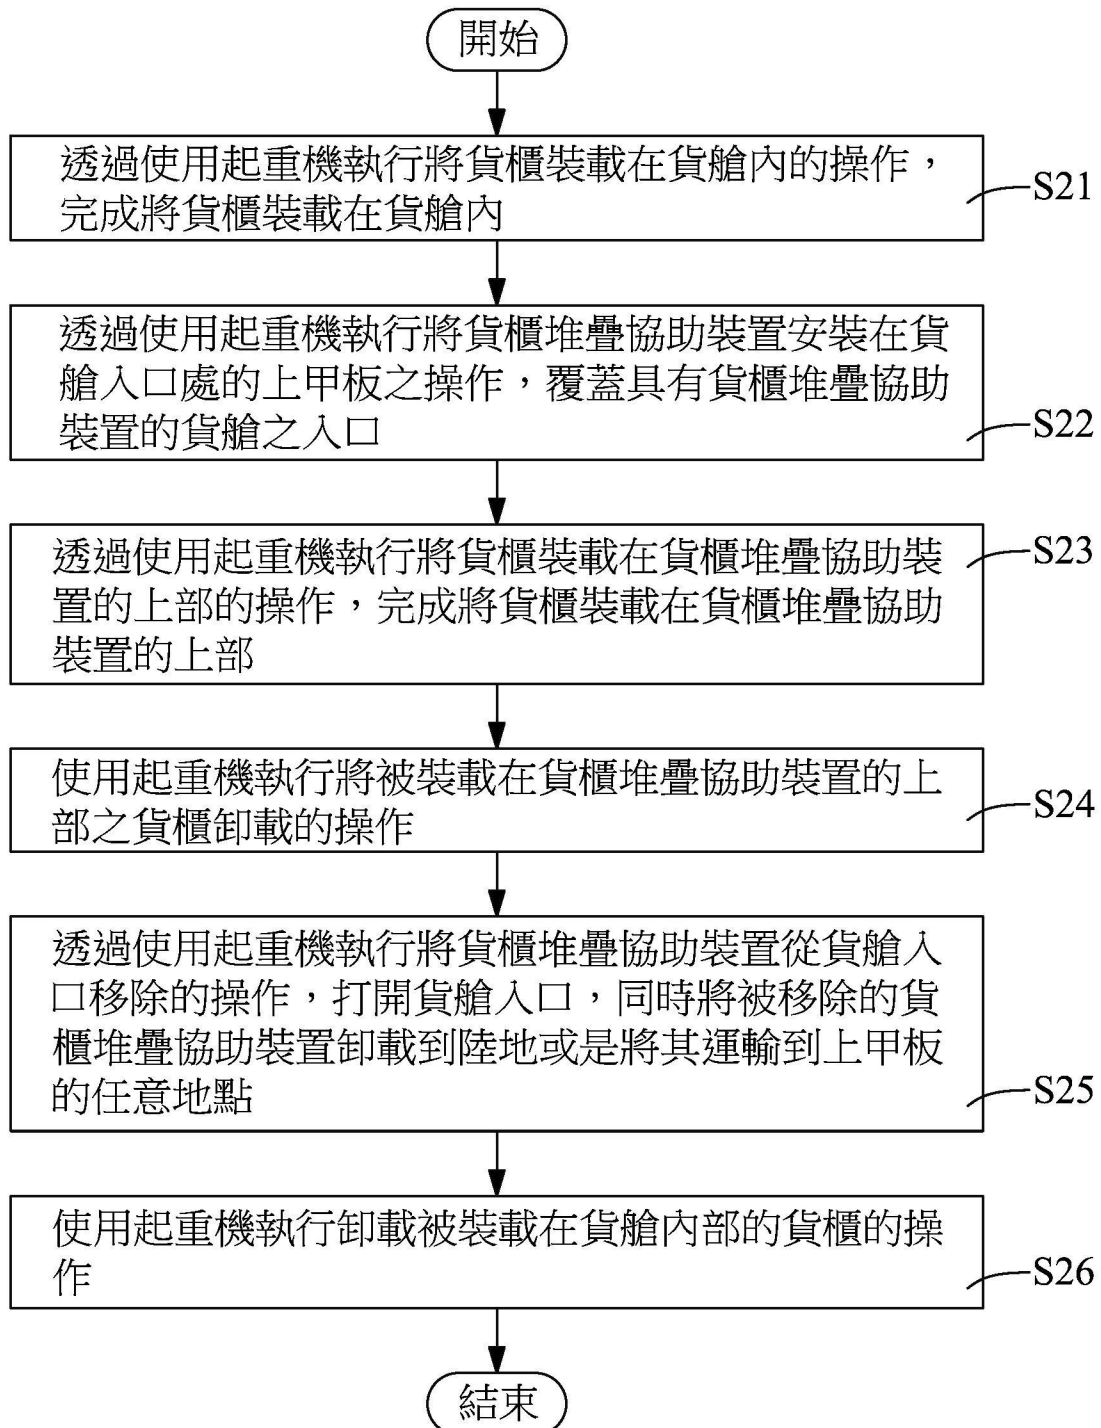 開始
透過使用起重機執行將貨櫃裝載在貨艙內的操作，
完成將貨櫃裝載在貨艙內
S21
透過使用起重機執行將貨櫃堆疊協助裝置安裝在貨
艙入口處的上甲板之操作，覆蓋具有貨櫃堆疊協助
裝置的貨艙之入口
S22
透過使用起重機執行將貨櫃裝載在貨櫃堆疊協助裝
置的上部的操作，完成將貨櫃裝載在貨櫃堆疊協助
裝置的上部
S23
使用起重機執行將被裝載在貨櫃堆疊協助裝置的上
部之貨櫃卸載的操作
S24
透過使用起重機執行將貨櫃堆疊協助裝置從貨艙入
口移除的操作，打開貨艙入口，同時將被移除的貨
櫃堆疊協助裝置卸載到陸地或是將其運輸到上甲板
的任意地點
S25
使用起重機執行卸載被裝載在貨艙內部的貨櫃的操
作
S26
結束